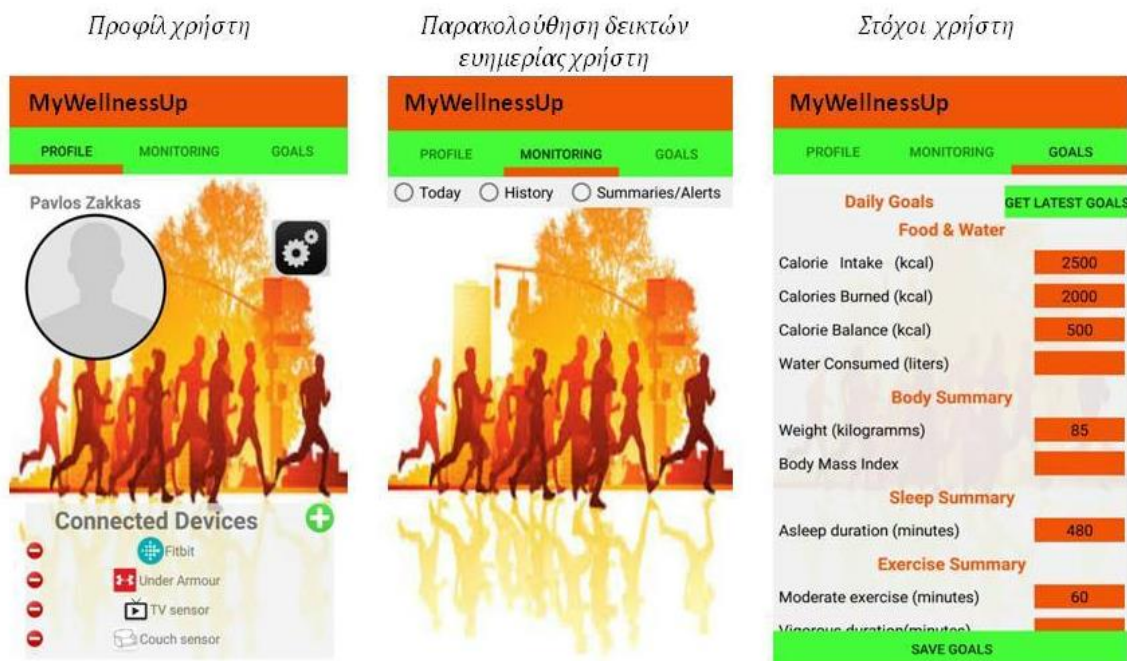 Προφίλ χρήστη
Παρακολούθηση δεικτών
ευημερίας χρήστη
Στόχοι χρήστη
MyWellnessUp
PROFILE MONITORING GOALS
Pavlos Zakkas
Connected Devices
Fitbit
Under Armour
TV sensor
Couch sensor
MyWellnessUp
PROFILE MONITORING GOALS
Today History Summaries/Alerts
MyWellnessUp
PROFILE MONITORING GOALS
Daily Goals GET LATEST GOALS
Food & Water
Calorie Intake (kcal) 2500
Calories Burned (kcal) 2000
Calorie Balance (kcal) 500
Water Consumed (liters)
Body Summary
Weight (kilogramms) 85
Body Mass Index
Sleep Summary
Asleep duration (minutes) 480
Exercise Summary
Moderate exercise (minutes) 60
Vigorous duration(minutes)
SAVE GOALS